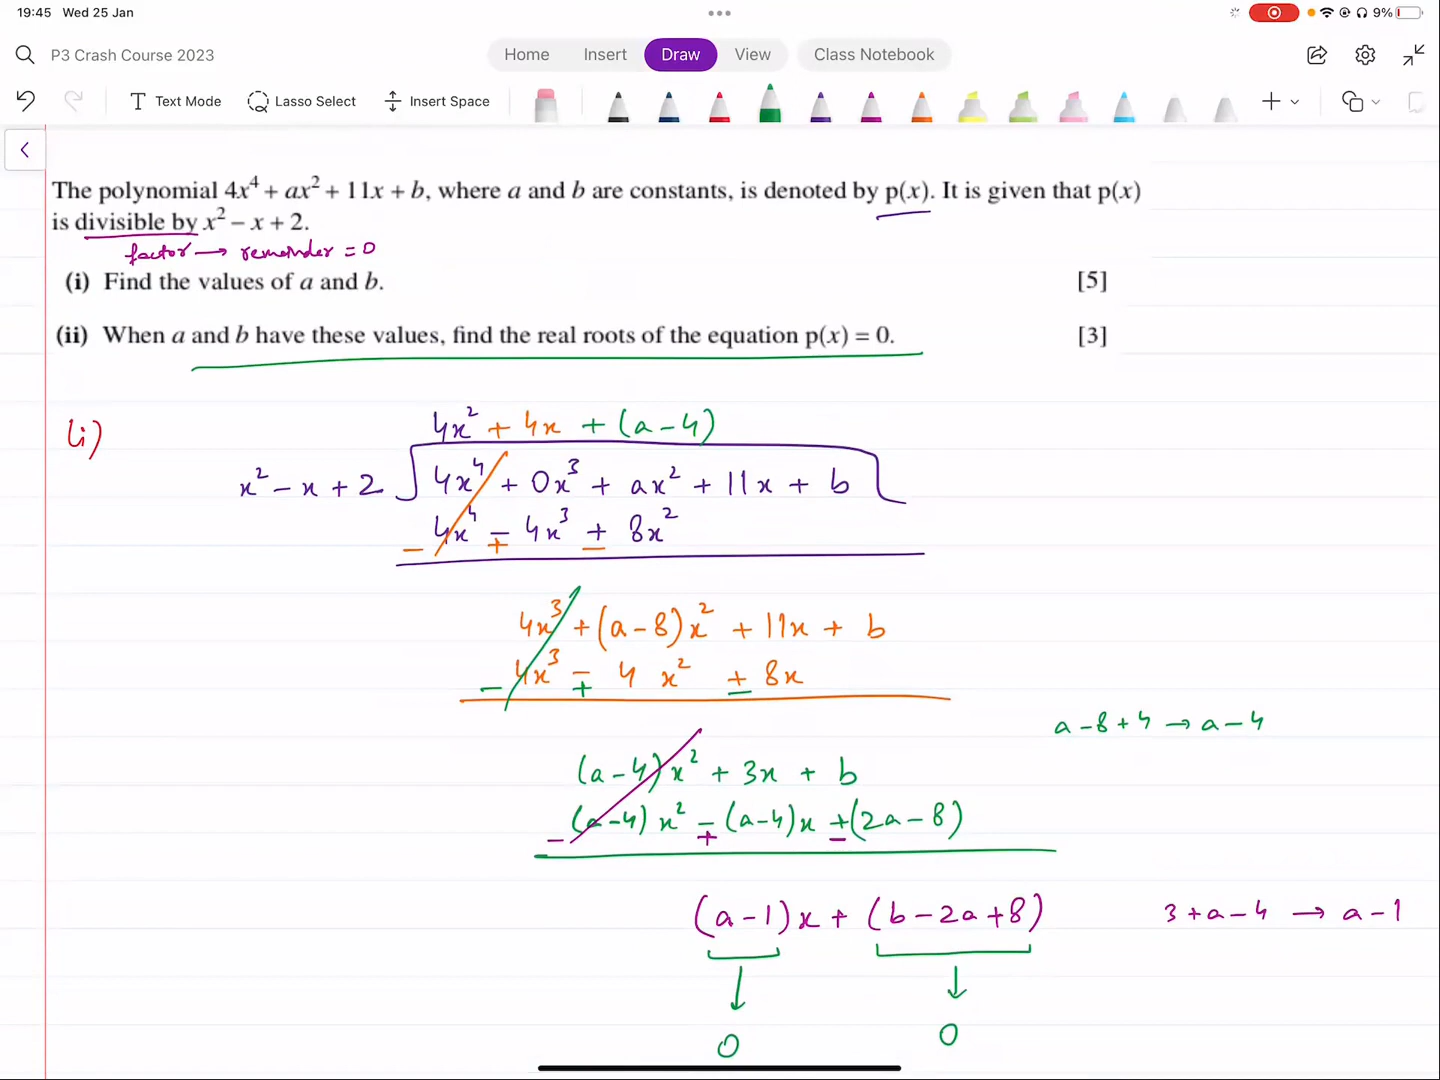 19:45 Wed 25 Jan
9%
P3 Crash Course 2023
Home Insert Draw View Class Notebook
Text Mode Lasso Select Insert Space
The polynomial 4x⁴ + ax² + 11x + b, where a and b are constants, is denoted by p(x). It is given that p(x)
is divisible by x² − x + 2.
factor → remainder = 0
(i) Find the values of a and b. [5]
(ii) When a and b have these values, find the real roots of the equation p(x) = 0. [3]
(i)
4x² + 4x + (a−4)
x² − x + 2 4x⁴ + 0x³ + ax² + 11x + b
4x⁴ − 4x³ + 8x²
− + −
4x³ + (a−8)x² + 11x + b
4x³ − 4x² + 8x
− + −
a−8+4 → a−4
(a−4)x² + 3x + b
(a−4)x² − (a−4)x + (2a−8)
− + −
(a−1)x + (b−2a+8) 3+a−4 → a−1
↓ ↓
0 0